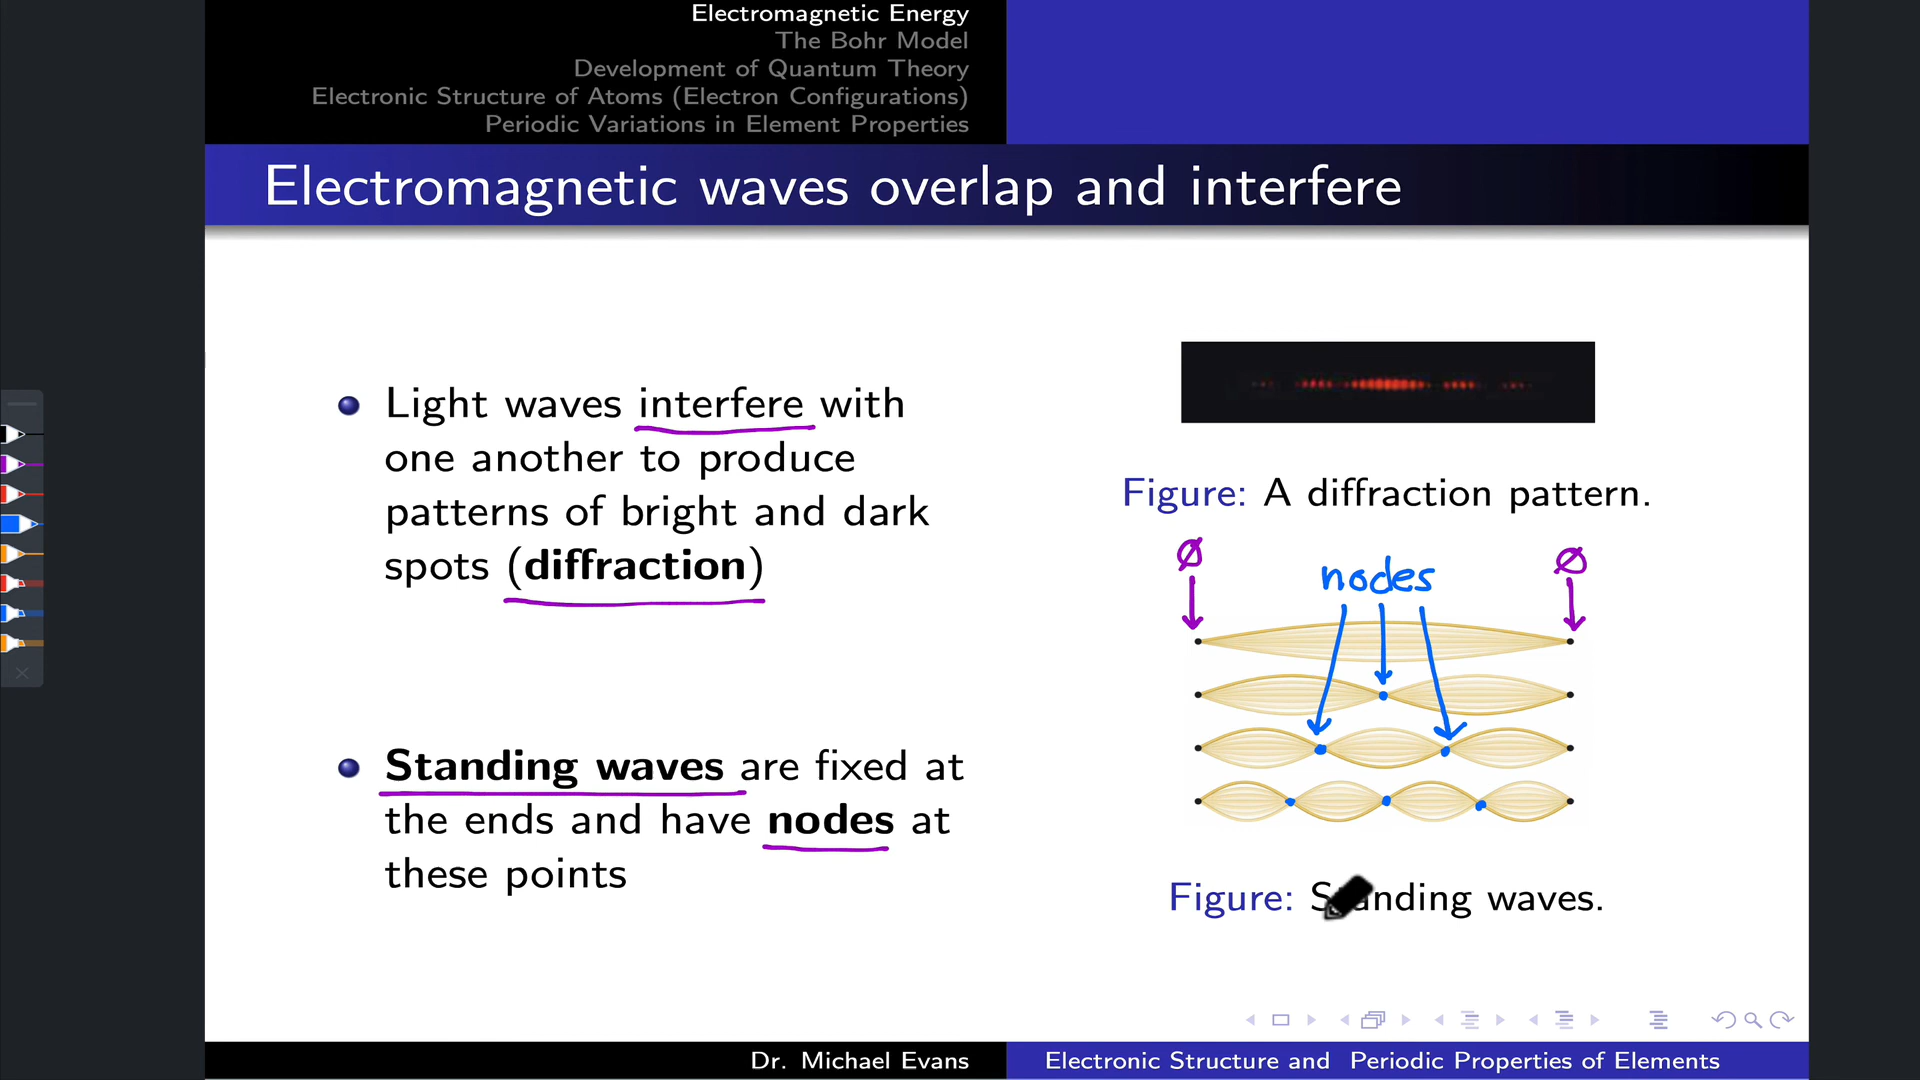 Electromagnetic Energy
The Bohr Model
Development of Quantum Theory
Electronic Structure of Atoms (Electron Configurations)
Periodic Variations in Element Properties
Electromagnetic waves overlap and interfere
Light waves interfere with
one another to produce
patterns of bright and dark
spots (diffraction)
Standing waves are fixed at
the ends and have nodes at
these points
Figure: A diffraction pattern.
Ø
nodes
Ø
Figure: Standing waves.
Dr. Michael Evans
Electronic Structure and Periodic Properties of Elements